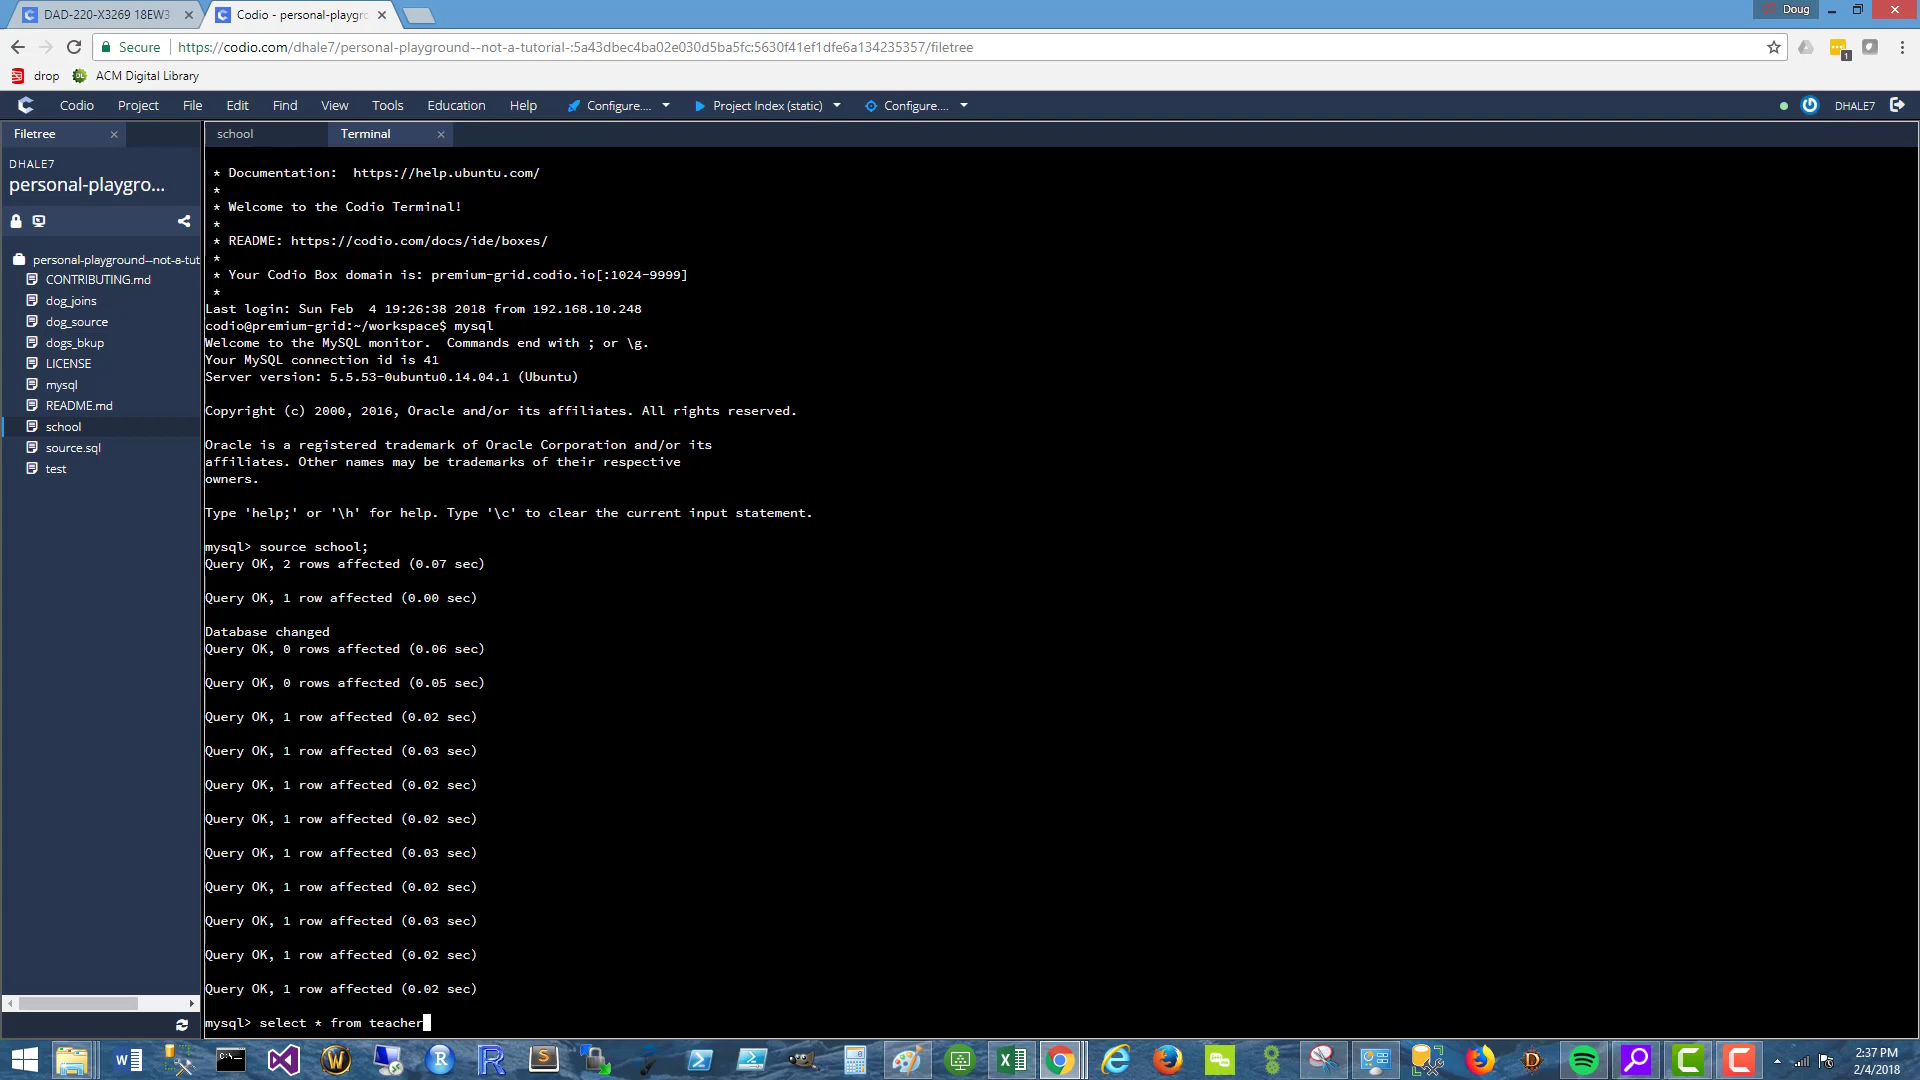 DAD-220-X3269 18EW3
Codio - personal-playgro
Doug
Secure https://codio.com/dhale7/personal-playground--not-a-tutorial-:5a43dbec4ba02e030d5ba5fc:5630f41ef1dfe6a134235357/filetree
1
drop ACM Digital Library
Codio Project File Edit Find View Tools Education Help Configure.... Project Index (static) Configure.... DHALE7
Filetree
school
Terminal
DHALE7
personal-playgro...
personal-playground--not-a-tut
CONTRIBUTING.md
dog_joins
dog_source
dogs_bkup
LICENSE
mysql
README.md
school
source.sql
test
* Documentation:  https://help.ubuntu.com/
*
* Welcome to the Codio Terminal!
*
* README: https://codio.com/docs/ide/boxes/
*
* Your Codio Box domain is: premium-grid.codio.io[:1024-9999]
*
Last login: Sun Feb  4 19:26:38 2018 from 192.168.10.248
codio@premium-grid:~/workspace$ mysql
Welcome to the MySQL monitor.  Commands end with ; or \g.
Your MySQL connection id is 41
Server version: 5.5.53-0ubuntu0.14.04.1 (Ubuntu)
Copyright (c) 2000, 2016, Oracle and/or its affiliates. All rights reserved.
Oracle is a registered trademark of Oracle Corporation and/or its
affiliates. Other names may be trademarks of their respective
owners.
Type 'help;' or '\h' for help. Type '\c' to clear the current input statement.
mysql> source school;
Query OK, 2 rows affected (0.07 sec)
Query OK, 1 row affected (0.00 sec)
Database changed
Query OK, 0 rows affected (0.06 sec)
Query OK, 0 rows affected (0.05 sec)
Query OK, 1 row affected (0.02 sec)
Query OK, 1 row affected (0.03 sec)
Query OK, 1 row affected (0.02 sec)
Query OK, 1 row affected (0.02 sec)
Query OK, 1 row affected (0.03 sec)
Query OK, 1 row affected (0.02 sec)
Query OK, 1 row affected (0.03 sec)
Query OK, 1 row affected (0.02 sec)
Query OK, 1 row affected (0.02 sec)
mysql> select * from teacher
2:37 PM
2/4/2018